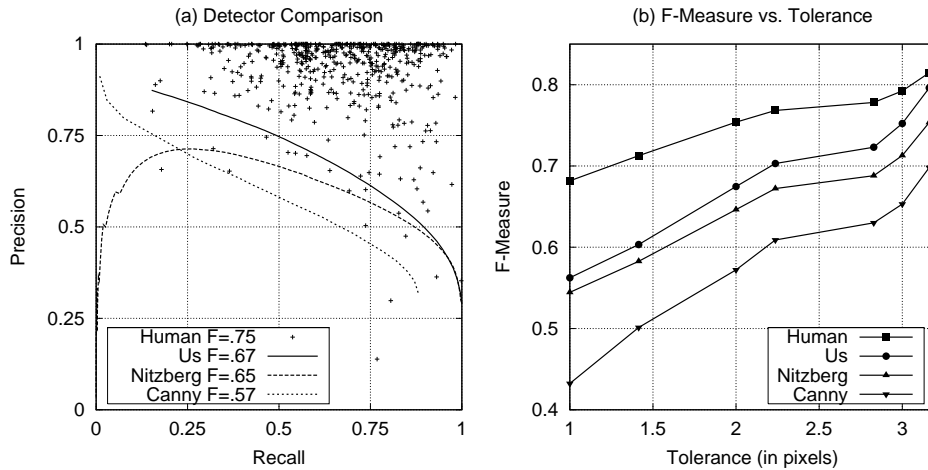 (a) Detector Comparison
1
0.75
0.5
0.25
0
Precision
Human F=.75
Us F=.67
Nitzberg F=.65
Canny F=.57
0 0.25 0.5 0.75 1
Recall
(b) F-Measure vs. Tolerance
0.8
0.7
0.6
0.5
0.4
F-Measure
Human
Us
Nitzberg
Canny
1 1.5 2 2.5 3
Tolerance (in pixels)